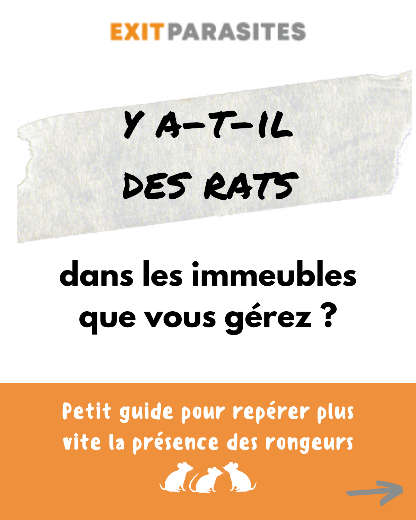 EXITPARASITES
Y A-T-IL
DES RATS
dans les immeubles
que vous gérez ?
Petit guide pour repérer plus
vite la présence des rongeurs